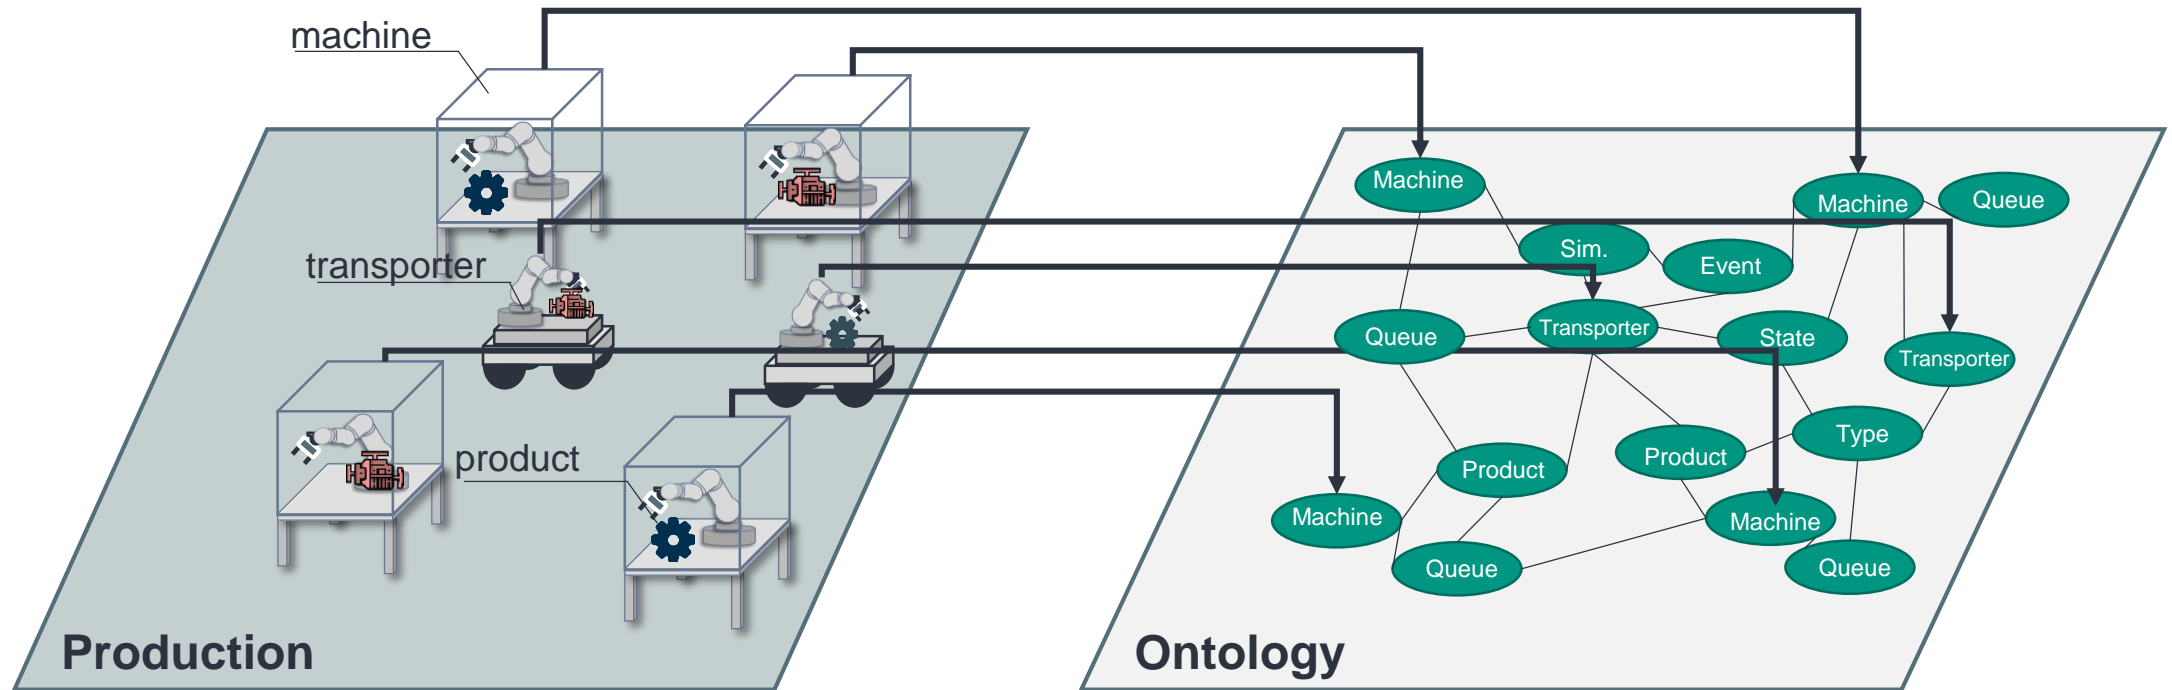 machine
transporter
product
Production
Machine
Machine
Queue
Sim.
Event
Queue
Transporter
State
Transporter
Type
Product
Product
Machine
Machine
Queue
Queue
Ontology